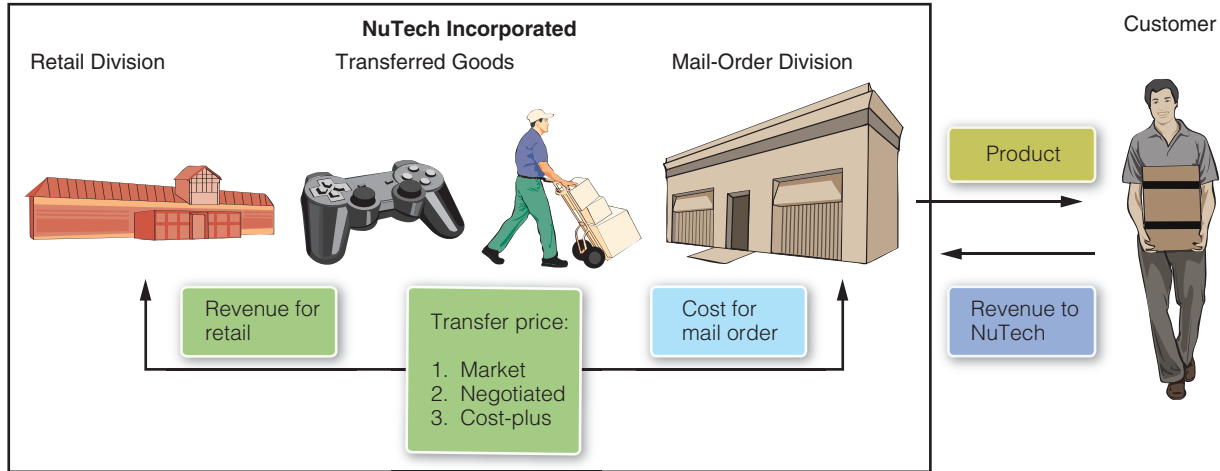 NuTech Incorporated
Customer
Retail Division
Transferred Goods
Mail-Order Division
Product
Revenue for
retail
Transfer price:
1. Market
2. Negotiated
3. Cost-plus
Cost for
mail order
Revenue to
NuTech